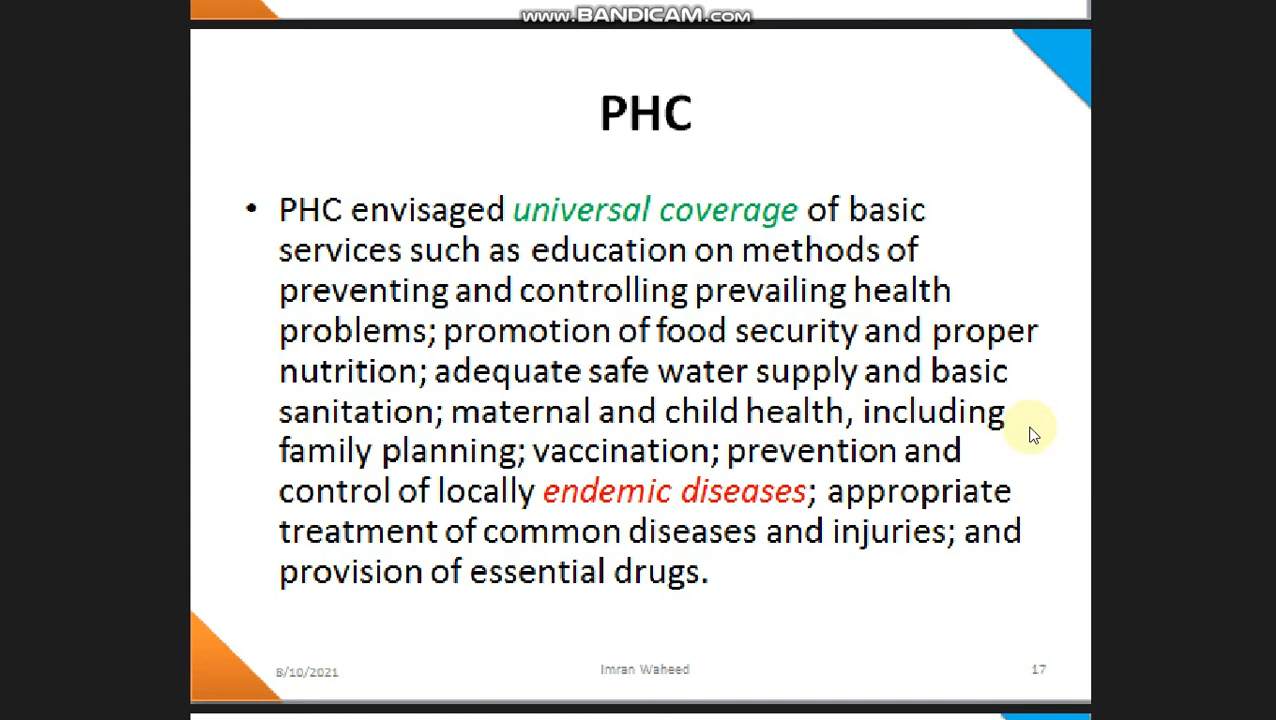 www.BANDICAM.com
PHC
• PHC envisaged universal coverage of basic
services such as education on methods of
preventing and controlling prevailing health
problems; promotion of food security and proper
nutrition; adequate safe water supply and basic
sanitation; maternal and child health, including
family planning; vaccination; prevention and
control of locally endemic diseases; appropriate
treatment of common diseases and injuries; and
provision of essential drugs.
8/10/2021 Imran Waheed 17